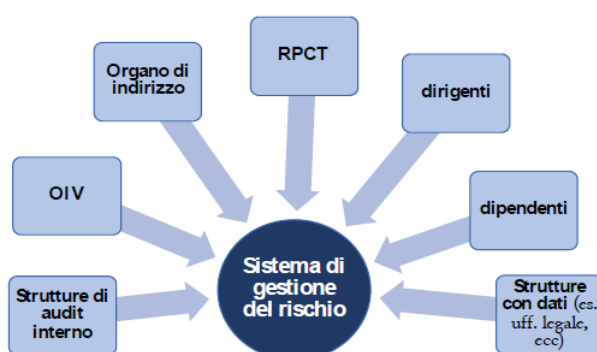 RPCT
Organo di
indirizzo
dirigenti
OIV
dipendenti
Sistema di
gestione
del rischio
Strutture di
audit
interno
Strutture
con dati (es.
uff. legale,
ecc)